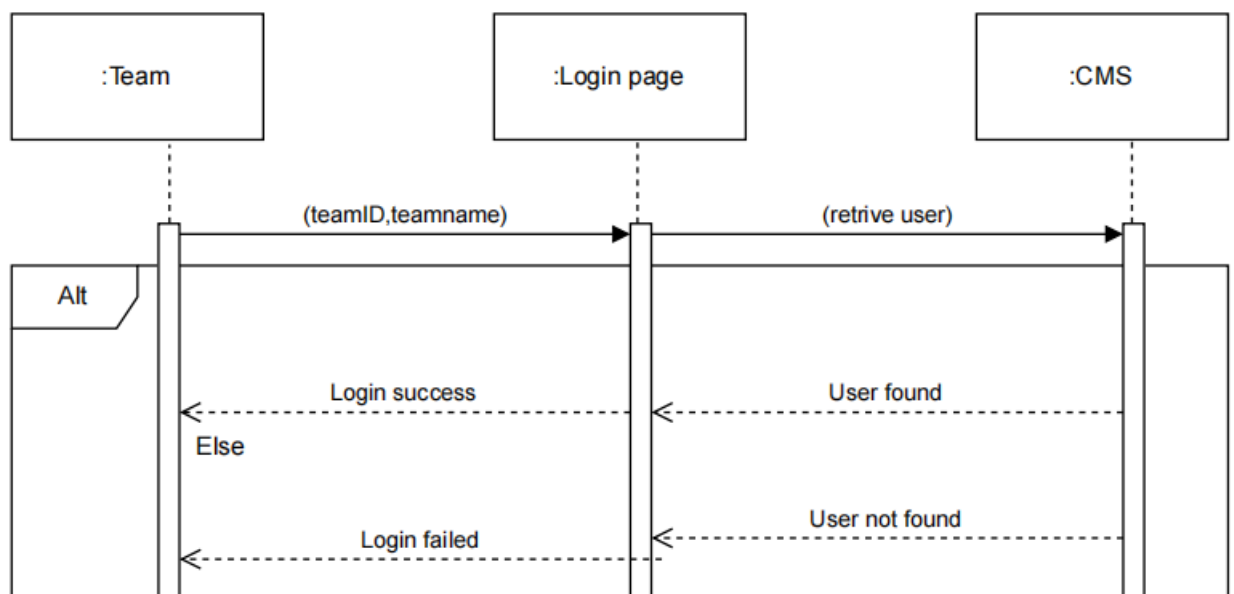 :Team
:Login page
:CMS
(teamID,teamname)
(retrive user)
Alt
Login success
User found
Else
User not found
Login failed